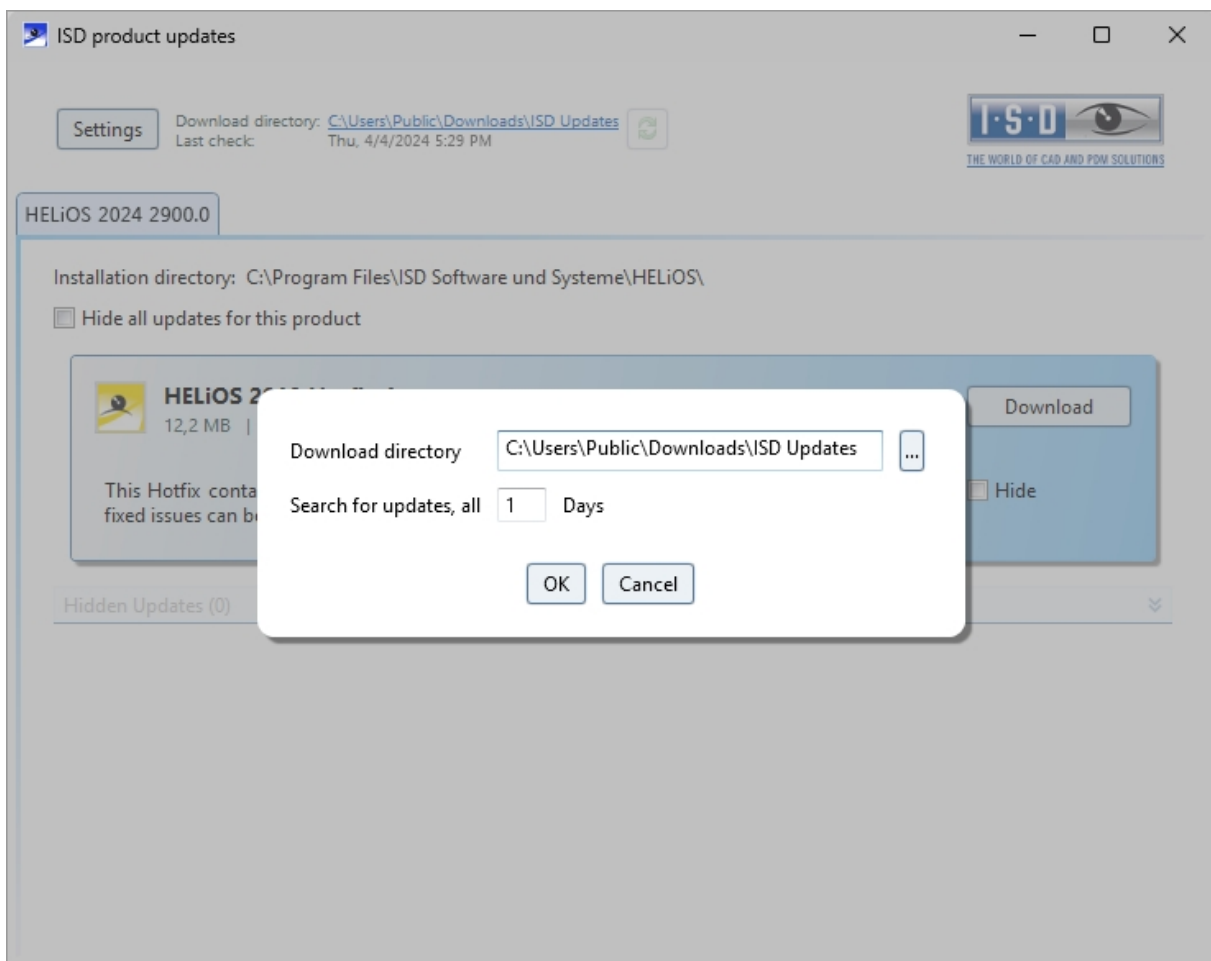 ISD product updates
Settings
Download directory: C:\Users\Public\Downloads\ISD Updates
Last check: Thu, 4/4/2024 5:29 PM
I·S·D
THE WORLD OF CAD AND PDM SOLUTIONS
HELiOS 2024 2900.0
Installation directory: C:\Program Files\ISD Software und Systeme\HELiOS\
Hide all updates for this product
HELiOS
12,2 MB |
Download
This Hotfix
fixed issues can
Hide
Download directory C:\Users\Public\Downloads\ISD Updates ...
Search for updates, all 1 Days
OK Cancel
Hidden Updates (0)